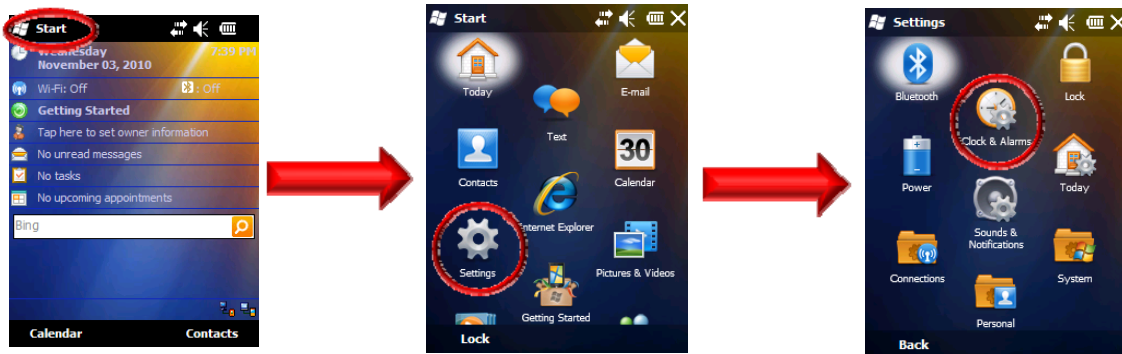 Start
Wednesday 7:39 PM
November 03, 2010
Wi-Fi: Off : Off
Getting Started
Tap here to set owner information
No unread messages
No tasks
No upcoming appointments
Bing
Calendar Contacts
Start
Today
E-mail
Text
Contacts
30
Calendar
Internet Explorer
Settings
Pictures & Videos
Getting Started
Lock
Settings
Bluetooth
Lock
Clock & Alarms
Power
Today
Sounds &
Notifications
Connections
System
Personal
Back